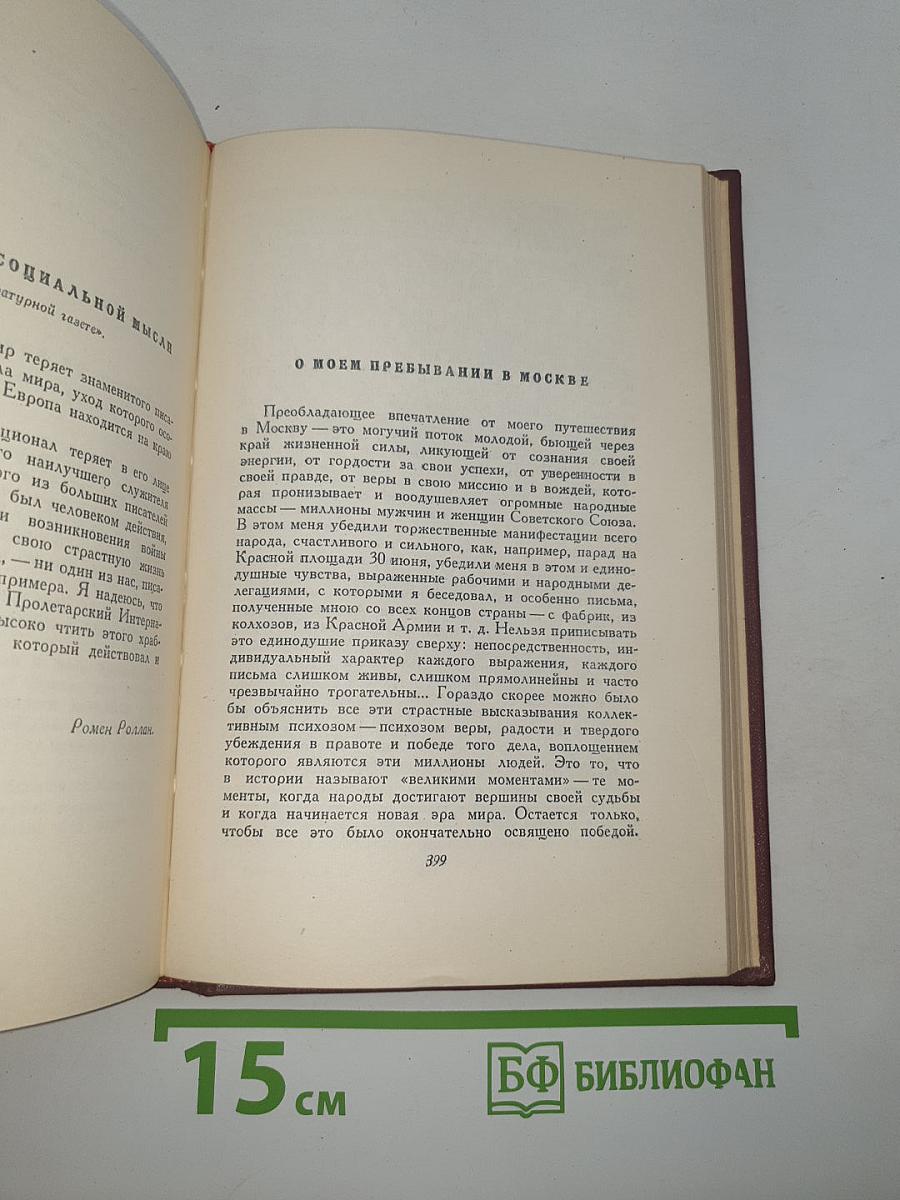 СОЦИАЛЬНОЙ МЫСЛИ
газете».
мир теряет знаменитого писа-
мира, уход которого осо-
Европа находится на краю
теряет в его лице
наилучшего служителя
из больших писателей
был человеком действия,
возникновения войны
свою страстную жизнь
— ни один из нас, писа-
примера. Я надеюсь, что
Пролетарский Интерна-
высоко чтить этого храб-
который действовал и
Ромен Роллан.
О МОЕМ ПРЕБЫВАНИИ В МОСКВЕ
Преобладающее впечатление от моего путешествия
в Москву — это могучий поток молодой, бьющей через
край жизненной силы, ликующей от сознания своей
энергии, от гордости за свои успехи, от уверенности в
своей правде, от веры в свою миссию и в вождей, кото-
рая пронизывает и воодушевляет огромные народные
массы — миллионы мужчин и женщин Советского Союза.
В этом меня убедили торжественные манифестации всего
народа, счастливого и сильного, как, например, парад на
Красной площади 30 июня, убедили меня в этом и едино-
душные чувства, выраженные рабочими и народными де-
легациями, с которыми я беседовал, и особенно письма,
полученные мною со всех концов страны — с фабрик, из
колхозов, из Красной Армии и т. д. Нельзя приписывать
это единодушие приказу сверху: непосредственность, ин-
дивидуальный характер каждого выражения, каждого
письма слишком живы, слишком прямолинейны и часто
чрезвычайно трогательны... Гораздо скорее можно было
бы объяснить все эти страстные высказывания коллек-
тивным психозом — психозом веры, радости и твердого
убеждения в правоте и победе того дела, воплощением
которого являются эти миллионы людей. Это то, что
в истории называют «великими моментами» — те мо-
менты, когда народы достигают вершины своей судьбы
и когда начинается новая эра мира. Остается только,
чтобы все это было окончательно освящено победой.
399
15 см
БФ БИБЛИОФАН